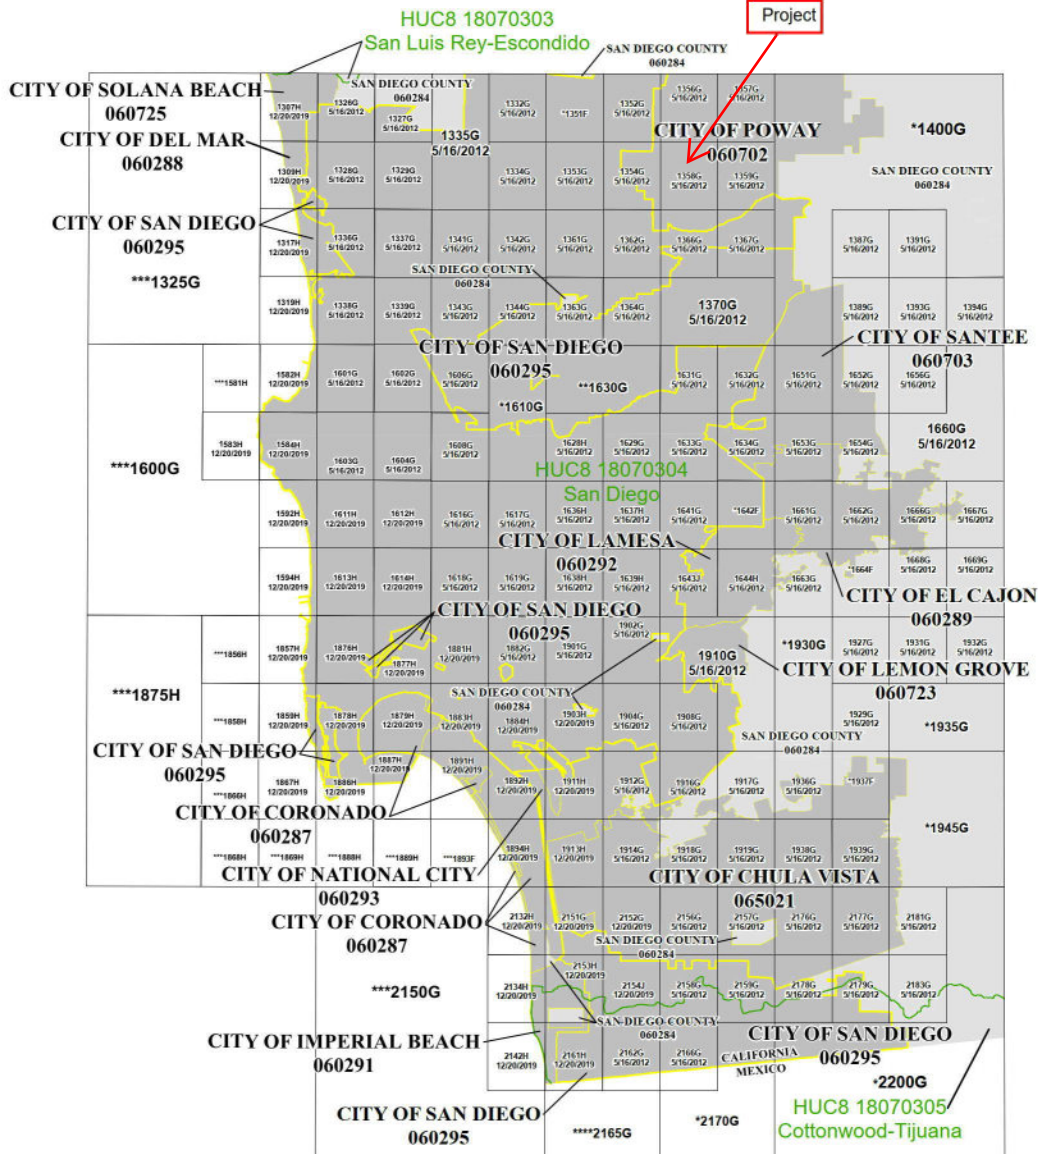 HUC8 18070303
San Luis Rey-Escondido
Project
SAN DIEGO COUNTY
060284
CITY OF SOLANA BEACH
060725
SAN DIEGO COUNTY
060284
1307H
12/20/2019
1326G
5/16/2012
1327G
5/16/2012
1335G
5/16/2012
1332G
5/16/2012
*1351F
1352G
5/16/2012
1356G
5/16/2012
1357G
5/16/2012
CITY OF POWAY
060702
*1400G
CITY OF DEL MAR
060288
1309H
12/20/2019
1328G
5/16/2012
1329G
5/16/2012
1334G
5/16/2012
1353G
5/16/2012
1354G
5/16/2012
1358G
5/16/2012
1359G
5/16/2012
SAN DIEGO COUNTY
060284
CITY OF SAN DIEGO
060295
1317H
12/20/2019
1336G
5/16/2012
1337G
5/16/2012
1341G
5/16/2012
1342G
5/16/2012
1361G
5/16/2012
1362G
5/16/2012
1366G
5/16/2012
1367G
5/16/2012
1387G
5/16/2012
1391G
5/16/2012
***1325G
SAN DIEGO COUNTY
060284
1319H
12/20/2019
1338G
5/16/2012
1339G
5/16/2012
1343G
5/16/2012
1344G
5/16/2012
1363G
5/16/2012
1364G
5/16/2012
1370G
5/16/2012
1389G
5/16/2012
1393G
5/16/2012
1394G
5/16/2012
CITY OF SAN DIEGO
060295
CITY OF SANTEE
060703
***1581H
1582H
12/20/2019
1601G
5/16/2012
1602G
5/16/2012
1606G
5/16/2012
*1610G
**1630G
1631G
5/16/2012
1632G
5/16/2012
1651G
5/16/2012
1652G
5/16/2012
1656G
5/16/2012
***1600G
1583H
12/20/2019
1584H
12/20/2019
1603G
5/16/2012
1604G
5/16/2012
1608G
5/16/2012
1628H
5/16/2012
1629G
5/16/2012
1633G
5/16/2012
1634G
5/16/2012
1653G
5/16/2012
1654G
5/16/2012
1660G
5/16/2012
HUC8 18070304
San Diego
1592H
12/20/2019
1611H
12/20/2019
1612H
12/20/2019
1616G
5/16/2012
1617G
5/16/2012
1636H
5/16/2012
1637H
5/16/2012
1641G
5/16/2012
*1642F
1661G
5/16/2012
1662G
5/16/2012
1666G
5/16/2012
1667G
5/16/2012
CITY OF LAMESA
060292
1594H
12/20/2019
1613H
12/20/2019
1614H
12/20/2019
1618G
5/16/2012
1619G
5/16/2012
1638H
5/16/2012
1639H
5/16/2012
1643J
5/16/2012
1644H
5/16/2012
1663G
5/16/2012
*1664F
1668G
5/16/2012
1669G
5/16/2012
CITY OF EL CAJON
060289
CITY OF SAN DIEGO
060295
***1856H
1857H
12/20/2019
1876H
12/20/2019
1877H
12/20/2019
1881H
12/20/2019
1882G
5/16/2012
1901G
5/16/2012
1902G
5/16/2012
1910G
5/16/2012
*1930G
1927G
5/16/2012
1931G
5/16/2012
1932G
5/16/2012
CITY OF LEMON GROVE
060723
***1875H
SAN DIEGO COUNTY
060284
***1858H
1859H
12/20/2019
1878H
12/20/2019
1879H
12/20/2019
1883H
12/20/2019
1884H
12/20/2019
1903H
12/20/2019
1904G
5/16/2012
1908G
5/16/2012
1929G
5/16/2012
*1935G
SAN DIEGO COUNTY
060284
CITY OF SAN DIEGO
060295
***1866H
1867H
12/20/2019
1886H
12/20/2019
1887H
12/20/2019
1891H
12/20/2019
1892H
12/20/2019
1911H
12/20/2019
1912G
5/16/2012
1916G
5/16/2012
1917G
5/16/2012
1936G
5/16/2012
*1937F
CITY OF CORONADO
060287
*1945G
***1868H
***1869H
***1888H
***1889H
***1893F
1894H
12/20/2019
1913H
12/20/2019
1914G
5/16/2012
1918G
5/16/2012
1919G
5/16/2012
1938G
5/16/2012
1939G
5/16/2012
CITY OF NATIONAL CITY
060293
CITY OF CHULA VISTA
065021
CITY OF CORONADO
060287
2132H
12/20/2019
2151G
12/20/2019
2152G
12/20/2019
2156G
5/16/2012
2157G
5/16/2012
2176G
5/16/2012
2177G
5/16/2012
2181G
5/16/2012
SAN DIEGO COUNTY
060284
***2150G
2134H
12/20/2019
2153H
12/20/2019
2154J
12/20/2019
2158G
5/16/2012
2159G
5/16/2012
2178G
5/16/2012
2179G
5/16/2012
2183G
5/16/2012
SAN DIEGO COUNTY
060284
CITY OF IMPERIAL BEACH
060291
CITY OF SAN DIEGO
060295
2142H
12/20/2019
2161H
12/20/2019
2162G
5/16/2012
2166G
5/16/2012
CALIFORNIA
MEXICO
*2200G
CITY OF SAN DIEGO
060295
****2165G
*2170G
HUC8 18070305
Cottonwood-Tijuana